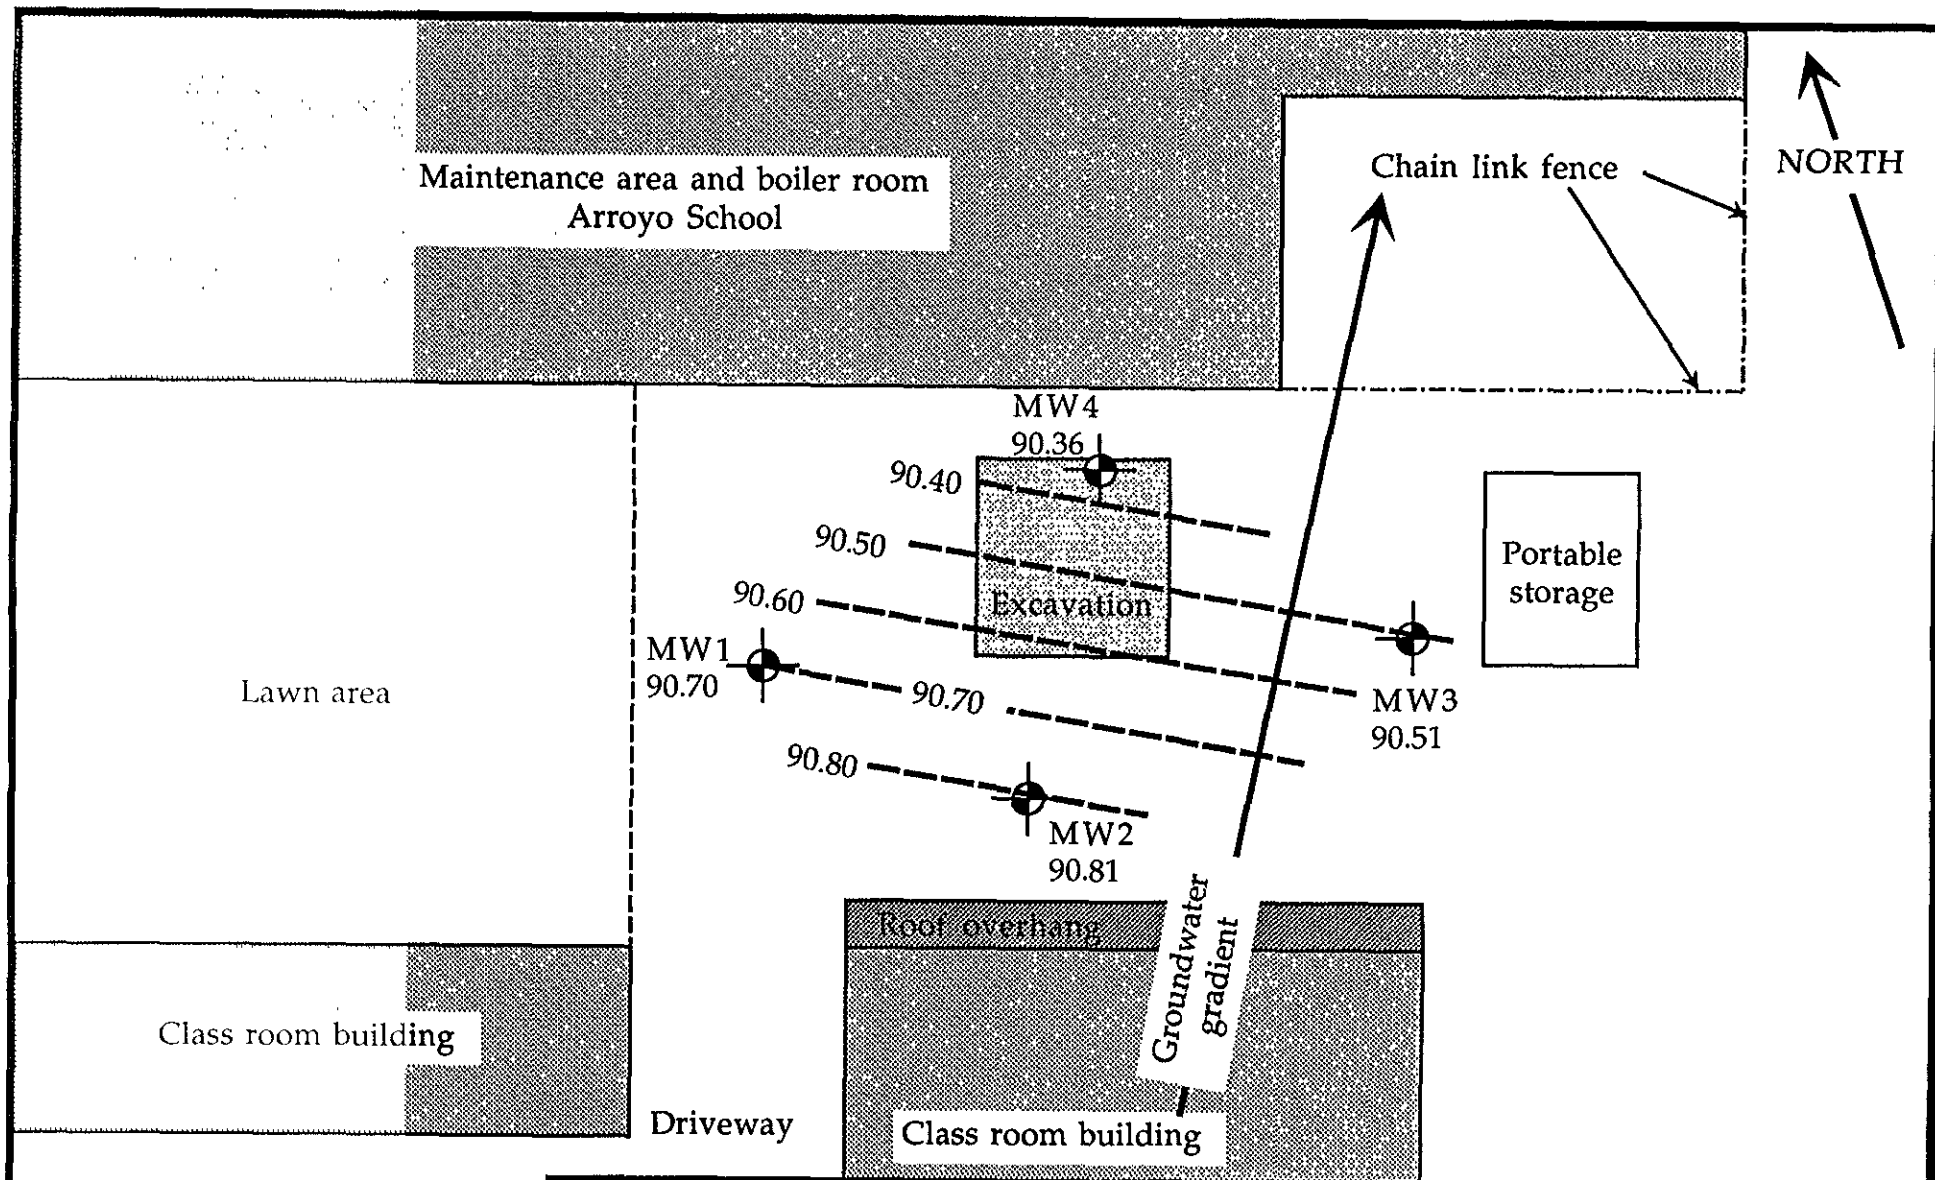 Maintenance area and boiler room
Arroyo School
Chain link fence
NORTH
MW4
90.36
90.40
90.50
90.60
Excavation
Portable
storage
MW1
90.70
90.70
MW3
90.51
Lawn area
90.80
MW2
90.81
Roof overhang
Groundwater
gradient
Class room building
Driveway
Class room building